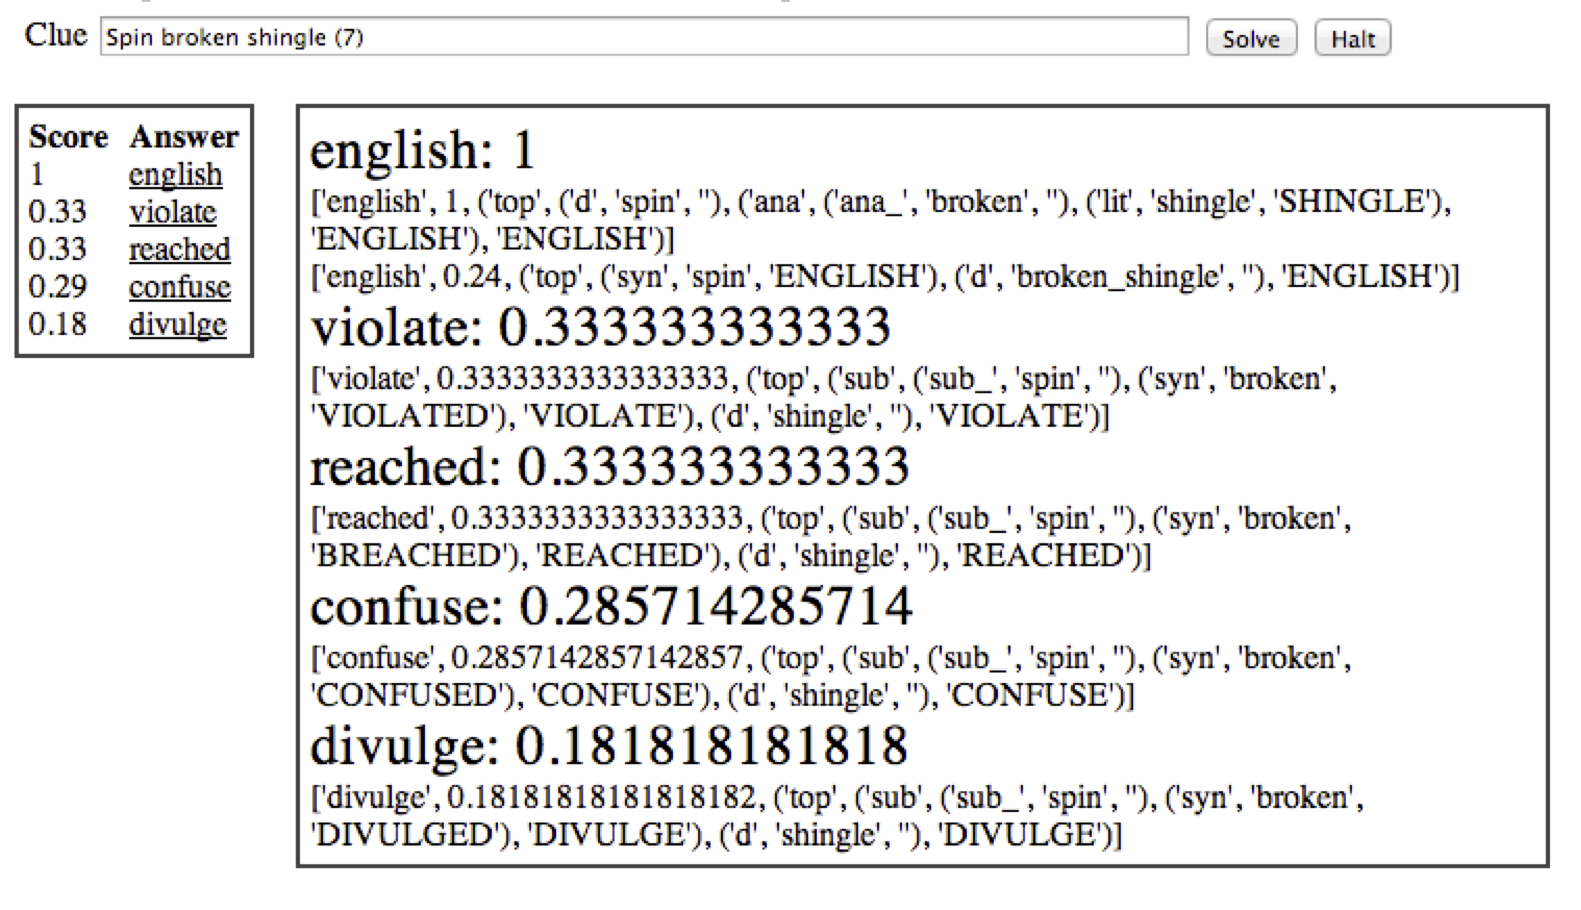 Clue Spin broken shingle (7) Solve Halt
Score Answer
1 english
0.33 violate
0.33 reached
0.29 confuse
0.18 divulge
english: 1
['english', 1, ('top', ('d', 'spin', ''), ('ana', ('ana_', 'broken', ''), ('lit', 'shingle', 'SHINGLE'),
'ENGLISH'), 'ENGLISH')]
['english', 0.24, ('top', ('syn', 'spin', 'ENGLISH'), ('d', 'broken_shingle', ''), 'ENGLISH')]
violate: 0.333333333333
['violate', 0.3333333333333333, ('top', ('sub', ('sub_', 'spin', ''), ('syn', 'broken',
'VIOLATED'), 'VIOLATE'), ('d', 'shingle', ''), 'VIOLATE')]
reached: 0.333333333333
['reached', 0.3333333333333333, ('top', ('sub', ('sub_', 'spin', ''), ('syn', 'broken',
'BREACHED'), 'REACHED'), ('d', 'shingle', ''), 'REACHED')]
confuse: 0.285714285714
['confuse', 0.2857142857142857, ('top', ('sub', ('sub_', 'spin', ''), ('syn', 'broken',
'CONFUSED'), 'CONFUSE'), ('d', 'shingle', ''), 'CONFUSE')]
divulge: 0.181818181818
['divulge', 0.18181818181818182, ('top', ('sub', ('sub_', 'spin', ''), ('syn', 'broken',
'DIVULGED'), 'DIVULGE'), ('d', 'shingle', ''), 'DIVULGE')]